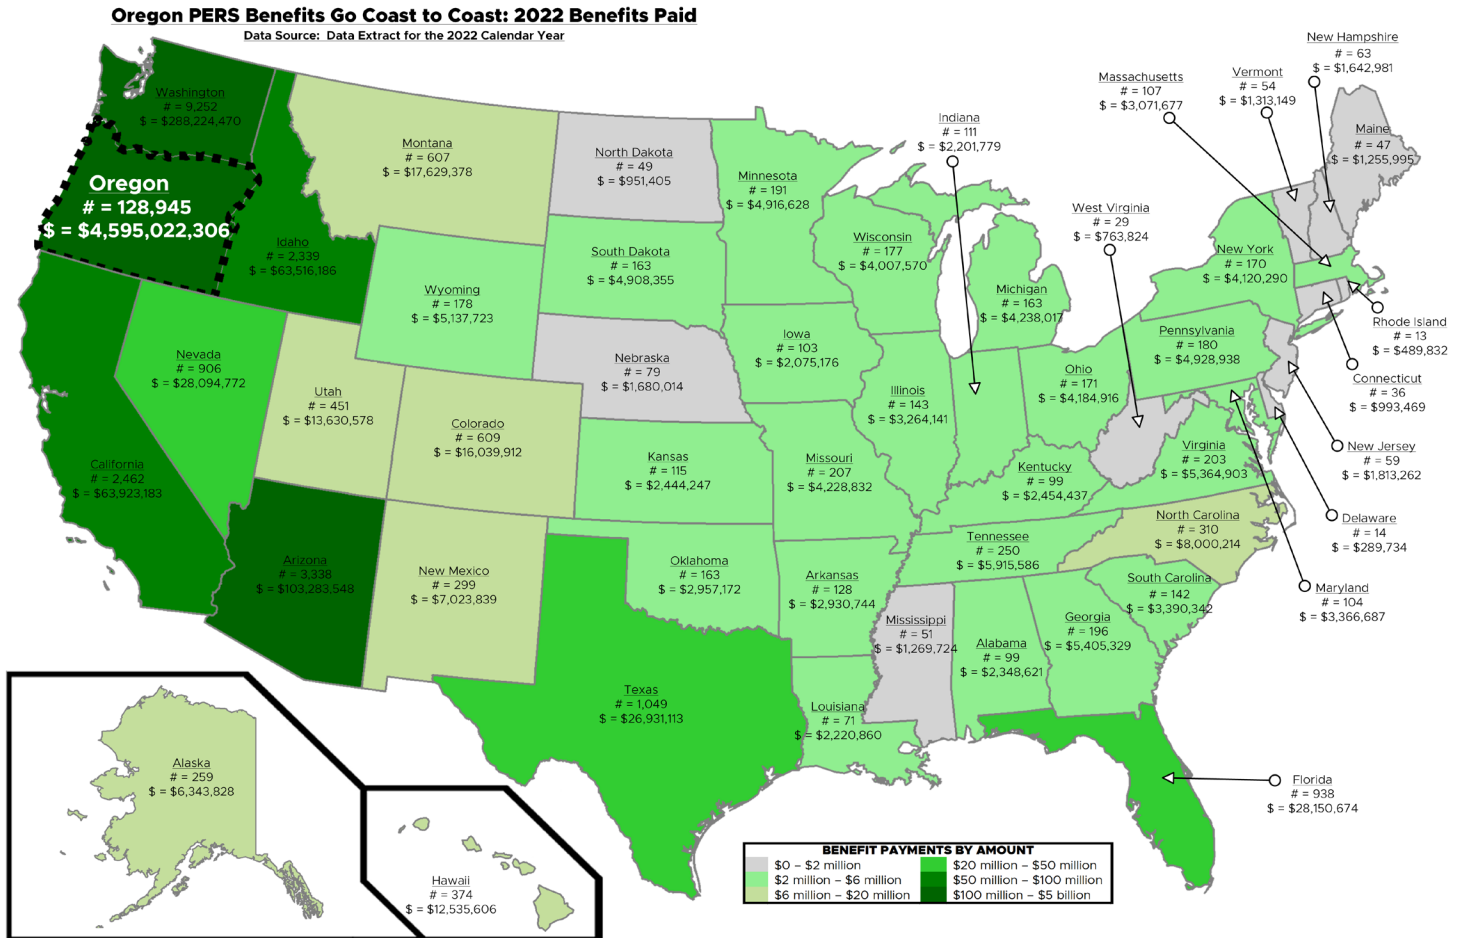 Oregon PERS Benefits Go Coast to Coast: 2022 Benefits Paid
Data Source: Data Extract for the 2022 Calendar Year
Washington
# = 9,252
$ = $288,224,470
Oregon
# = 128,945
$ = $4,595,022,306
Idaho
# = 2,339
$ = $63,516,186
Montana
# = 607
$ = $17,629,378
North Dakota
# = 49
$ = $951,405
Minnesota
# = 191
$ = $4,916,628
Wisconsin
# = 177
$ = $4,007,570
Indiana
# = 111
$ = $2,201,779
Massachusetts
# = 107
$ = $3,071,677
Vermont
# = 54
$ = $1,313,149
New Hampshire
# = 63
$ = $1,642,981
Maine
# = 47
$ = $1,255,995
West Virginia
# = 29
$ = $763,824
New York
# = 170
$ = $4,120,290
Michigan
# = 163
$ = $4,238,017
South Dakota
# = 163
$ = $4,908,355
Wyoming
# = 178
$ = $5,137,723
Nevada
# = 906
$ = $28,094,772
Utah
# = 451
$ = $13,630,578
Colorado
# = 609
$ = $16,039,912
Nebraska
# = 79
$ = $1,680,014
Iowa
# = 103
$ = $2,075,176
Illinois
# = 143
$ = $3,264,141
Ohio
# = 171
$ = $4,184,916
Pennsylvania
# = 180
$ = $4,928,938
Rhode Island
# = 13
$ = $489,832
Connecticut
# = 36
$ = $993,469
New Jersey
# = 59
$ = $1,813,262
Delaware
# = 14
$ = $289,734
Maryland
# = 104
$ = $3,366,687
California
# = 2,462
$ = $63,923,183
Kansas
# = 115
$ = $2,444,247
Missouri
# = 207
$ = $4,228,832
Kentucky
# = 99
$ = $2,454,437
Virginia
# = 203
$ = $5,364,903
North Carolina
# = 310
$ = $8,000,214
Tennessee
# = 250
$ = $5,915,586
South Carolina
# = 142
$ = $3,390,342
Arizona
# = 3,338
$ = $103,283,548
New Mexico
# = 299
$ = $7,023,839
Oklahoma
# = 163
$ = $2,957,172
Arkansas
# = 128
$ = $2,930,744
Mississippi
# = 51
$ = $1,269,724
Alabama
# = 99
$ = $2,348,621
Georgia
# = 196
$ = $5,405,329
Texas
# = 1,049
$ = $26,931,113
Louisiana
# = 71
$ = $2,220,860
Florida
# = 938
$ = $28,150,674
Alaska
# = 259
$ = $6,343,828
Hawaii
# = 374
$ = $12,535,606
BENEFIT PAYMENTS BY AMOUNT
$0 – $2 million
$2 million – $6 million
$6 million – $20 million
$20 million – $50 million
$50 million – $100 million
$100 million – $5 billion